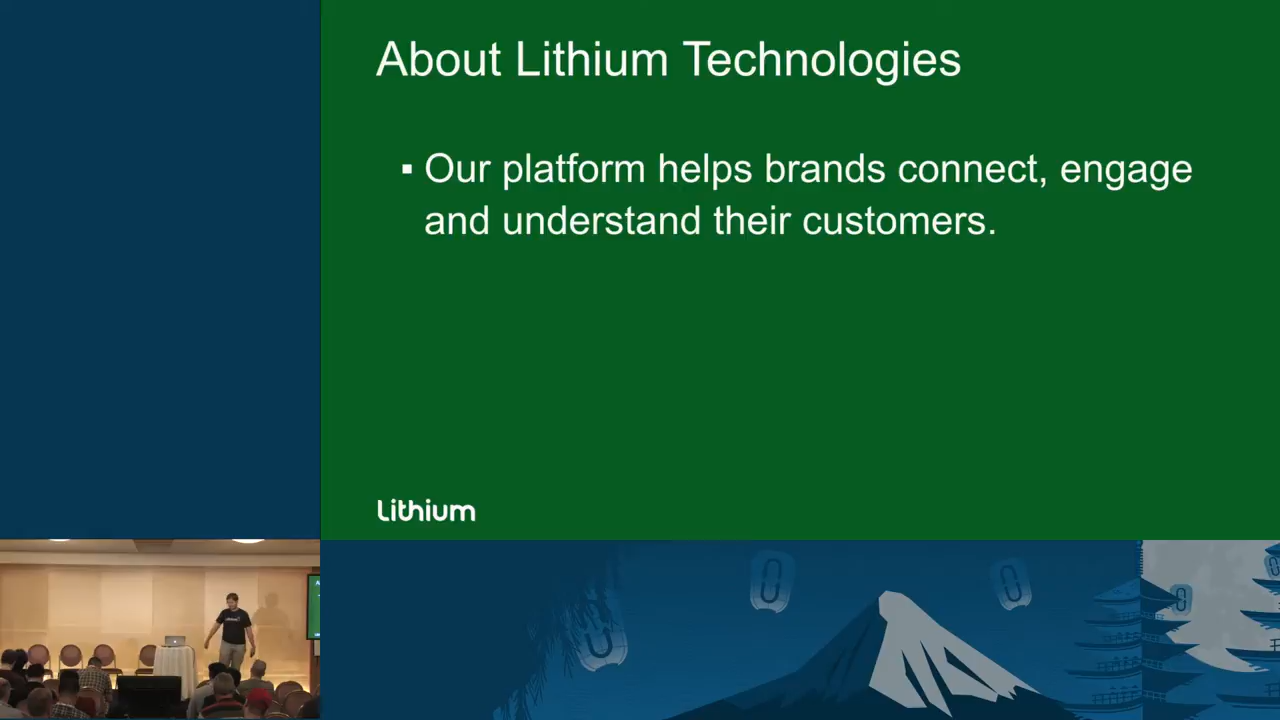 About Lithium Technologies
▪ Our platform helps brands connect, engage
and understand their customers.
Lithium